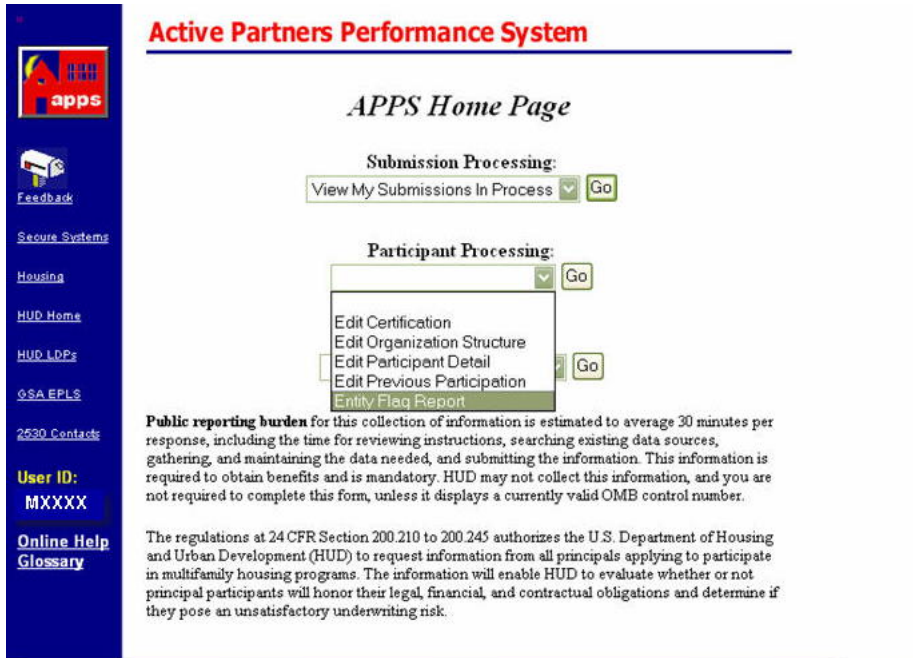 Active Partners Performance System
apps
Feedback
Secure Systems
Housing
HUD Home
HUD LDPs
GSA EPLS
2530 Contacts
User ID:
MXXXX
Online Help
Glossary
APPS Home Page
Submission Processing:
View My Submissions In Process Go
Participant Processing:
Go
Edit Certification
Edit Organization Structure
Edit Participant Detail
Edit Previous Participation
Entity Flag Report
Go
Public reporting burden for this collection of information is estimated to average 30 minutes per
response, including the time for reviewing instructions, searching existing data sources,
gathering, and maintaining the data needed, and submitting the information. This information is
required to obtain benefits and is mandatory. HUD may not collect this information, and you are
not required to complete this form, unless it displays a currently valid OMB control number.
The regulations at 24 CFR Section 200.210 to 200.245 authorizes the U.S. Department of Housing
and Urban Development (HUD) to request information from all principals applying to participate
in multifamily housing programs. The information will enable HUD to evaluate whether or not
principal participants will honor their legal, financial, and contractual obligations and determine if
they pose an unsatisfactory underwriting risk.